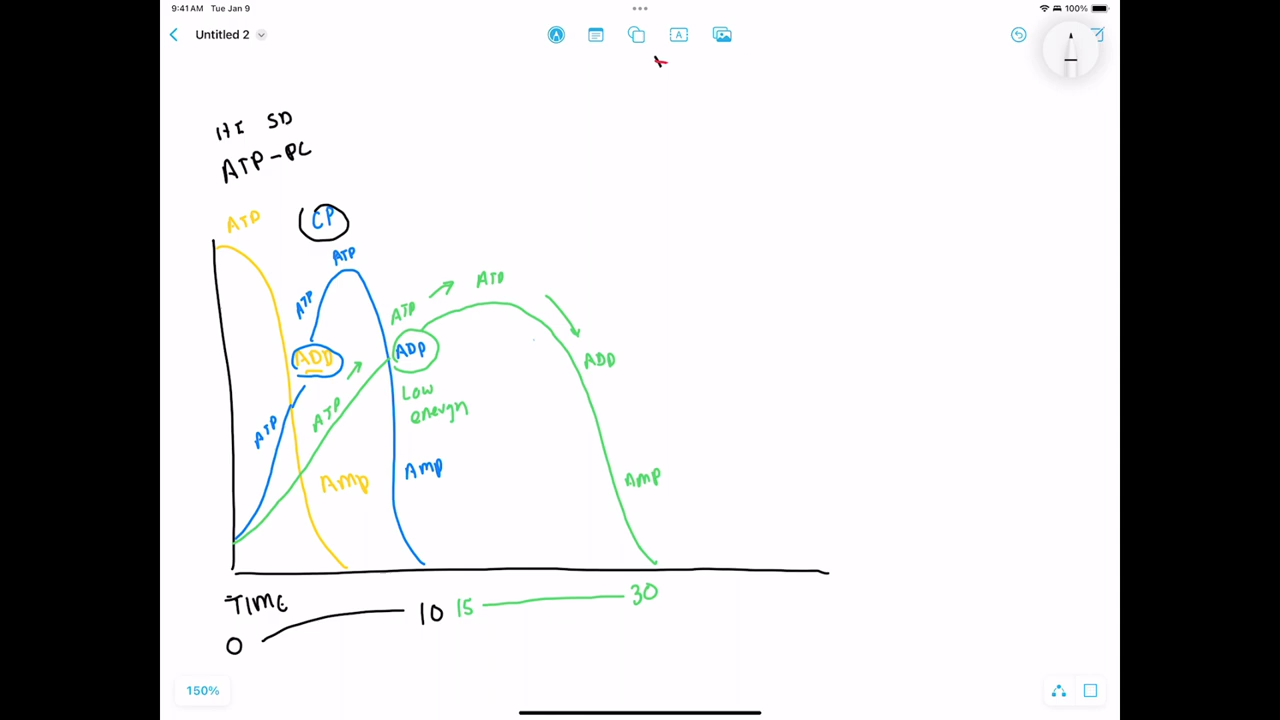 9:41 AM Tue Jan 9
100%
Untitled 2
A
HI SD
ATP-PC
ATP
CP
ATP
ATP
ATP
ATP
ADP
ADP
ADP
Low
energy
ATP
ATP
AMP
AMP
AMP
TIME
0
10
15
30
150%